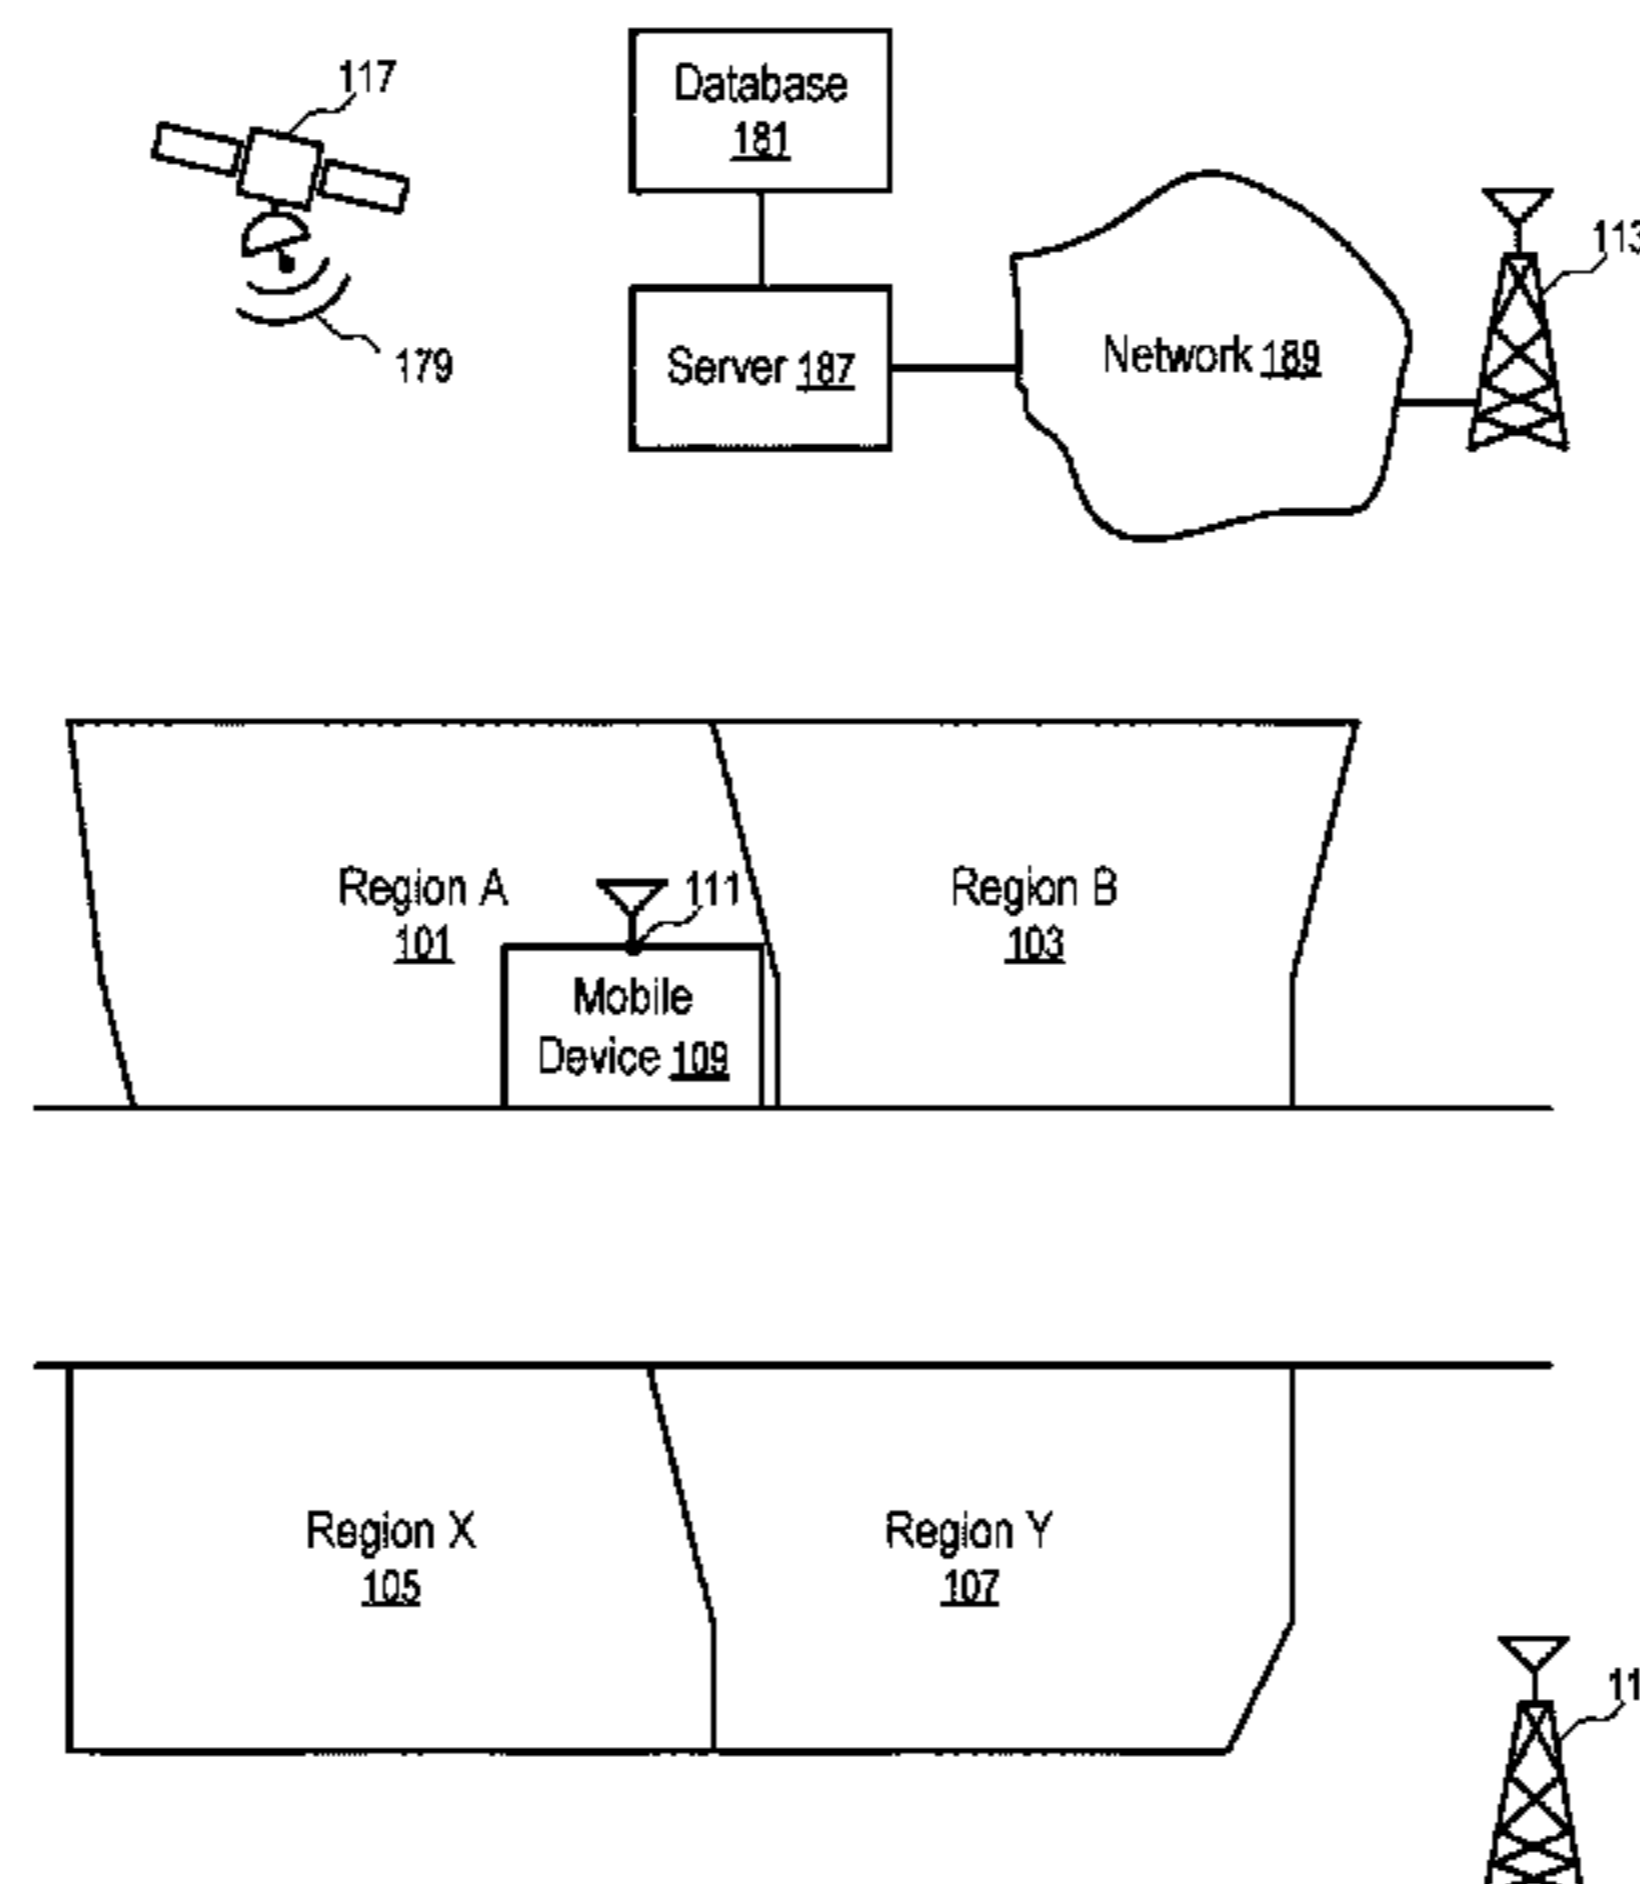 117
Database
181
113
Network 189
Server 187
179
Region A
101
111
Region B
103
Mobile
Device 109
Region X
105
Region Y
107